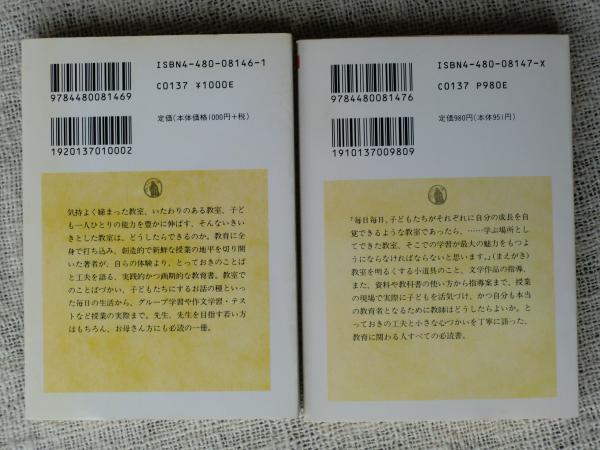 ISBN4-480-08146-1
C0137 ¥1000E
9784480081469
定価(本体価格1000円+税)
1920137010002
気持よく締まった教室、いたわりのある教室、子ど
も一人ひとりの能力を豊かに伸ばす、そんないきい
きとした教室は、どうしたらできるのか。教育に全
身で打ち込み、創造的で新鮮な授業の地平を切り開
いた著者が、自らの体験より、とっておきのことば
と工夫を語る、実践的かつ画期的な教育書。教室で
のことばづかい、子どもたちにするお話の種といっ
た毎日の生活から、グループ学習や作文学習・テス
トなど授業の実際まで。先生、先生を目指す若い方
はもちろん、お母さん方にも必読の一冊。
ISBN4-480-08147-X
C0137 P980E
9784480081476
定価980円(本体951円)
1910137009809
「毎日毎日、子どもたちがそれぞれに自分の成長を自
覚できるような教室であったら、……学ぶ場所とし
てできた教室、そこでの学習が最大の魅力をもつよ
うにならなければならないと思います。」(まえがき)
教室を明るくする小道具のこと、文学作品の指導、
また、資料や教科書の使い方から指導案まで、授業
の現場で実際に子どもを活気づけ、かつ自分も本当
の教育者となるために教師はどうしたらよいか。と
っておきの工夫と小さな心づかいを丁寧に語った、
教育に関わる人すべての必読書。